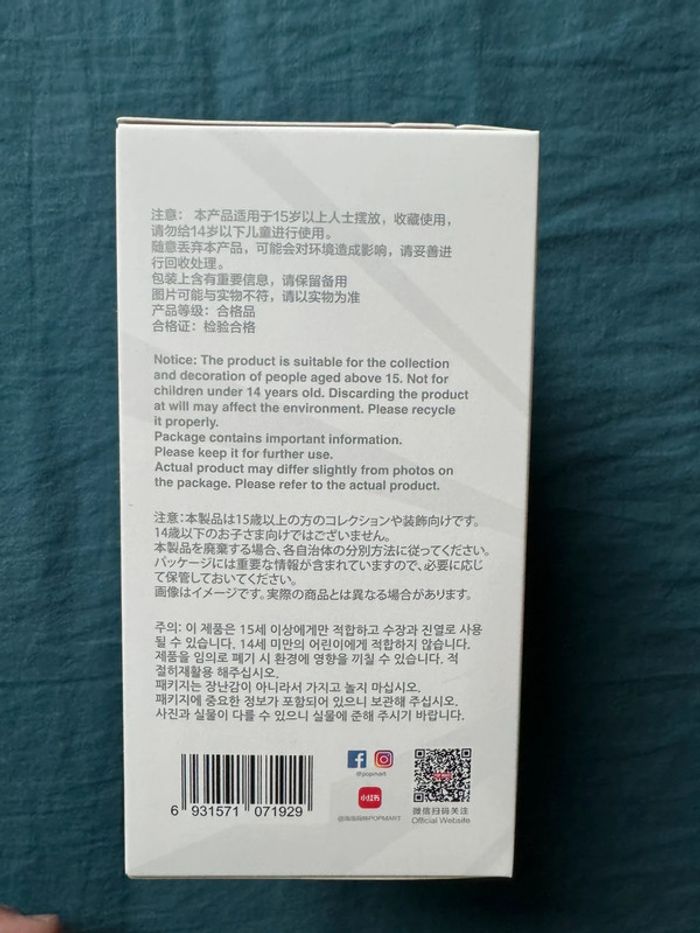 注意： 本产品适用于15岁以上人士摆放，收藏使用，
请勿给14岁以下儿童进行使用。
随意丢弃本产品，可能会对环境造成影响，请妥善进
行回收处理。
包装上含有重要信息，请保留备用
图片可能与实物不符，请以实物为准
产品等级：合格品
合格证：检验合格
Notice: The product is suitable for the collection
and decoration of people aged above 15. Not for
children under 14 years old. Discarding the product
at will may affect the environment. Please recycle
it properly.
Package contains important information.
Please keep it for further use.
Actual product may differ slightly from photos on
the package. Please refer to the actual product.
注意：本製品は15歳以上の方のコレクションや装飾向けです。
14歳以下のお子さま向けではございません。
本製品を廃棄する場合、各自治体の分別方法に従ってください。
パッケージには重要な情報が含まれていますので、必要に応じ
て保管しておいてください。
画像はイメージです。実際の商品とは異なる場合があります。
주의: 이 제품은 15세 이상에게만 적합하고 수장과 진열로 사용
될 수 있습니다. 14세 미만의 어린이에게 적합하지 않습니다.
제품을 임의로 폐기 시 환경에 영향을 끼칠 수 있습니다. 적
절히재활용 해주십시오.
패키지는 장난감이 아니라서 가지고 놀지 마십시오.
패키지에 중요한 정보가 포함되어 있으니 보관해 주십시오.
사진과 실물이 다를 수 있으니 실물에 준해 주시기 바랍니다.
@popmart
小红书
@泡泡玛特POPMART
微信扫码关注
Official Website
6 931571 071929